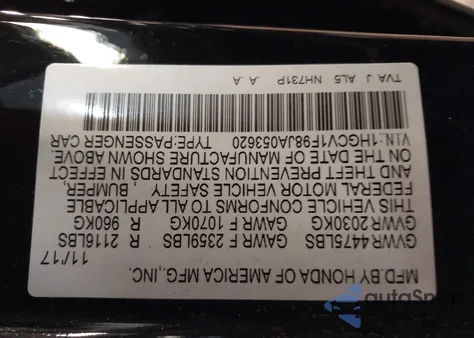 MFD.BY HONDA OF AMERICA MFG.,INC. 11/17
GVWR 4475LBS GAWR F 2359LBS R 2116LBS
GVWR 2030KG GAWR F 1070KG R 960KG
THIS VEHICLE CONFORMS TO ALL APPLICABLE
FEDERAL MOTOR VEHICLE SAFETY , BUMPER,
AND THEFT PREVENTION STANDARDS IN EFFECT
ON THE DATE OF MANUFACTURE SHOWN ABOVE.
VIN:1HGCV1F98JA053620 TYPE:PASSENGER CAR
TVA J AL5 NH731P .A .A